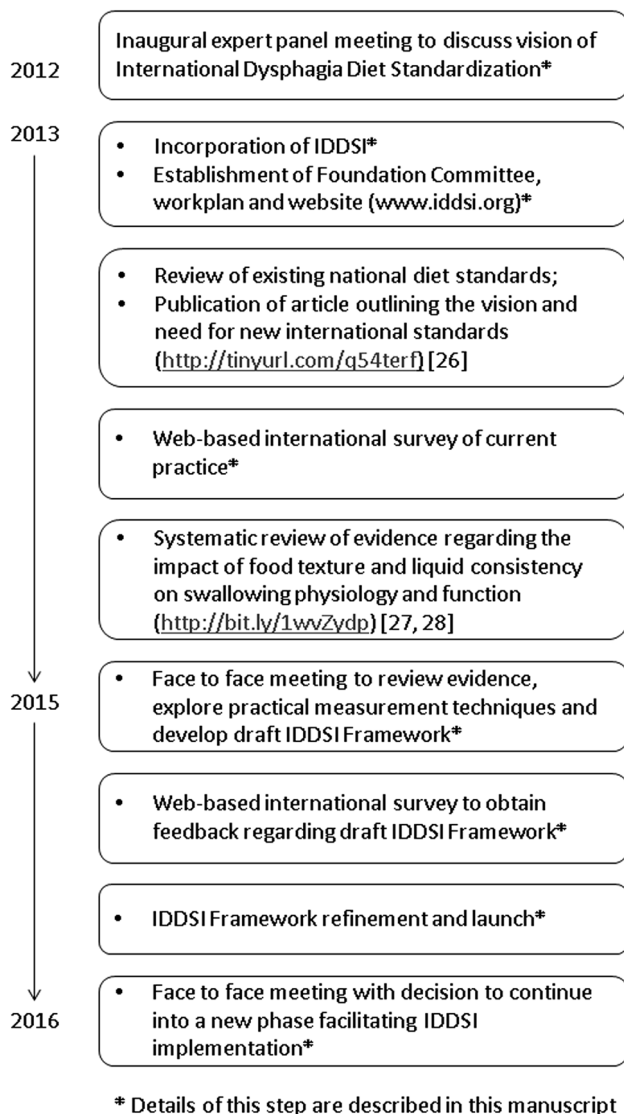 2012
Inaugural expert panel meeting to discuss vision of
International Dysphagia Diet Standardization*
2013
• Incorporation of IDDSI*
• Establishment of Foundation Committee,
workplan and website (www.iddsi.org)*
• Review of existing national diet standards;
• Publication of article outlining the vision and
need for new international standards
(http://tinyurl.com/q54terf) [26]
• Web-based international survey of current
practice*
• Systematic review of evidence regarding the
impact of food texture and liquid consistency
on swallowing physiology and function
(http://bit.ly/1wvZydp) [27, 28]
2015
• Face to face meeting to review evidence,
explore practical measurement techniques and
develop draft IDDSI Framework*
• Web-based international survey to obtain
feedback regarding draft IDDSI Framework*
• IDDSI Framework refinement and launch*
2016
• Face to face meeting with decision to continue
into a new phase facilitating IDDSI
implementation*
* Details of this step are described in this manuscript